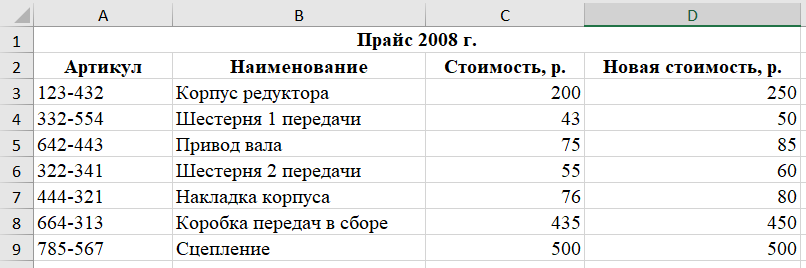 A B C D
1 Прайс 2008 г.
2 Артикул Наименование Стоимость, р. Новая стоимость, р.
3 123-432 Корпус редуктора 200 250
4 332-554 Шестерня 1 передачи 43 50
5 642-443 Привод вала 75 85
6 322-341 Шестерня 2 передачи 55 60
7 444-321 Накладка корпуса 76 80
8 664-313 Коробка передач в сборе 435 450
9 785-567 Сцепление 500 500